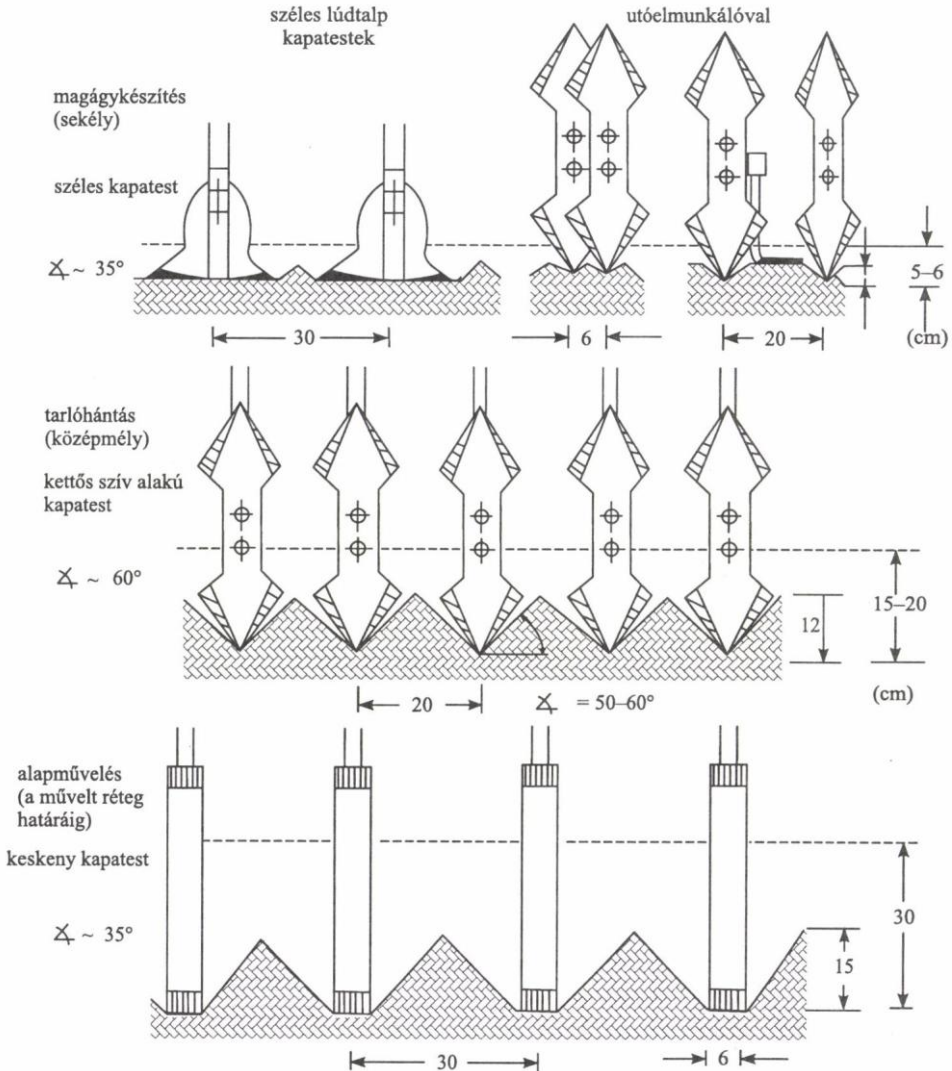 széles lúdtalp
kapatestek
utóelmunkálóval
magágykészítés
(sekély)
széles kapatest
∡ ~ 35°
30
6
20
5–6
(cm)
tarlóhántás
(középmély)
kettős szív alakú
kapatest
∡ ~ 60°
12
15–20
20
∡ = 50–60°
(cm)
alapművelés
(a művelt réteg
határáig)
keskeny kapatest
∡ ~ 35°
15
30
30
6